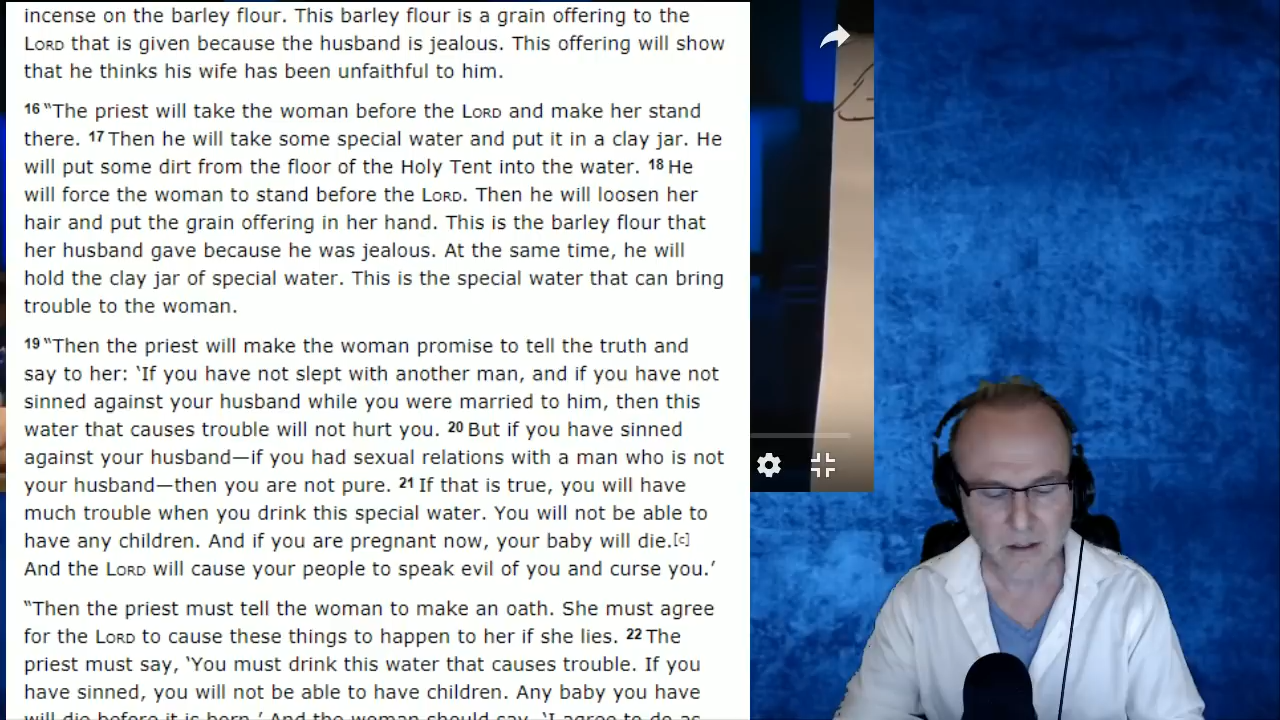 incense on the barley flour. This barley flour is a grain offering to the
LORD that is given because the husband is jealous. This offering will show
that he thinks his wife has been unfaithful to him.
16 “The priest will take the woman before the LORD and make her stand
there. 17 Then he will take some special water and put it in a clay jar. He
will put some dirt from the floor of the Holy Tent into the water. 18 He
will force the woman to stand before the LORD. Then he will loosen her
hair and put the grain offering in her hand. This is the barley flour that
her husband gave because he was jealous. At the same time, he will
hold the clay jar of special water. This is the special water that can bring
trouble to the woman.
19 “Then the priest will make the woman promise to tell the truth and
say to her: ‘If you have not slept with another man, and if you have not
sinned against your husband while you were married to him, then this
water that causes trouble will not hurt you. 20 But if you have sinned
against your husband—if you had sexual relations with a man who is not
your husband—then you are not pure. 21 If that is true, you will have
much trouble when you drink this special water. You will not be able to
have any children. And if you are pregnant now, your baby will die.[c]
And the LORD will cause your people to speak evil of you and curse you.’
“Then the priest must tell the woman to make an oath. She must agree
for the LORD to cause these things to happen to her if she lies. 22 The
priest must say, ‘You must drink this water that causes trouble. If you
have sinned, you will not be able to have children. Any baby you have
will die before it is born.’ And the woman should say, ‘I agree to do as